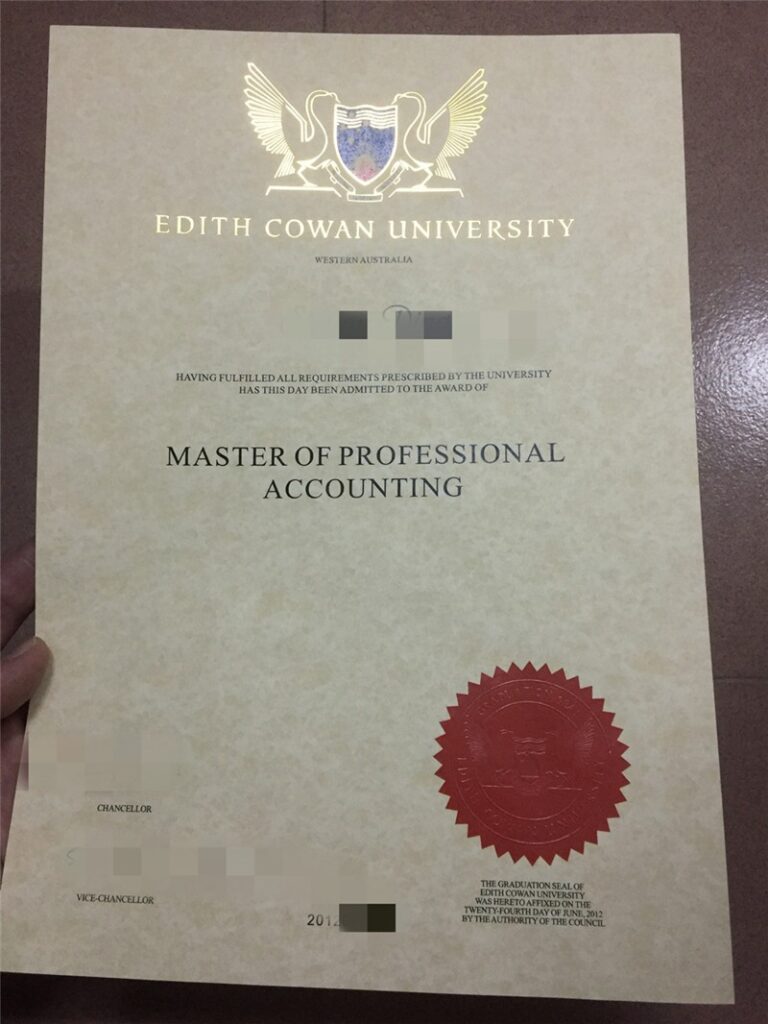 EDITH COWAN UNIVERSITY
WESTERN AUSTRALIA
HAVING FULFILLED ALL REQUIREMENTS PRESCRIBED BY THE UNIVERSITY
HAS THIS DAY BEEN ADMITTED TO THE AWARD OF
MASTER OF PROFESSIONAL
ACCOUNTING
CHANCELLOR
VICE-CHANCELLOR
2012
THE GRADUATION SEAL OF
EDITH COWAN UNIVERSITY
WAS HERETO AFFIXED ON THE
TWENTY-FOURTH DAY OF JUNE, 2012
BY THE AUTHORITY OF THE COUNCIL